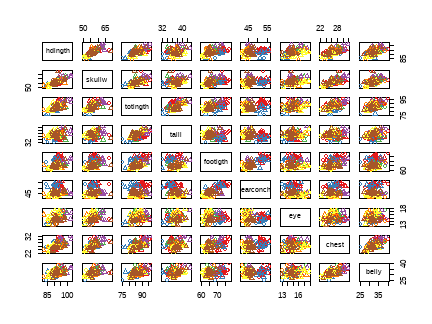 50 65 32 40 45 55 22 28
hdlngth 85
50 skullw
totlngth 75 95
32 taill
footlgth 60
45 earconch
eye 13 18
22 32 chest
belly 25 40
85 100 75 90 60 70 13 16 25 35